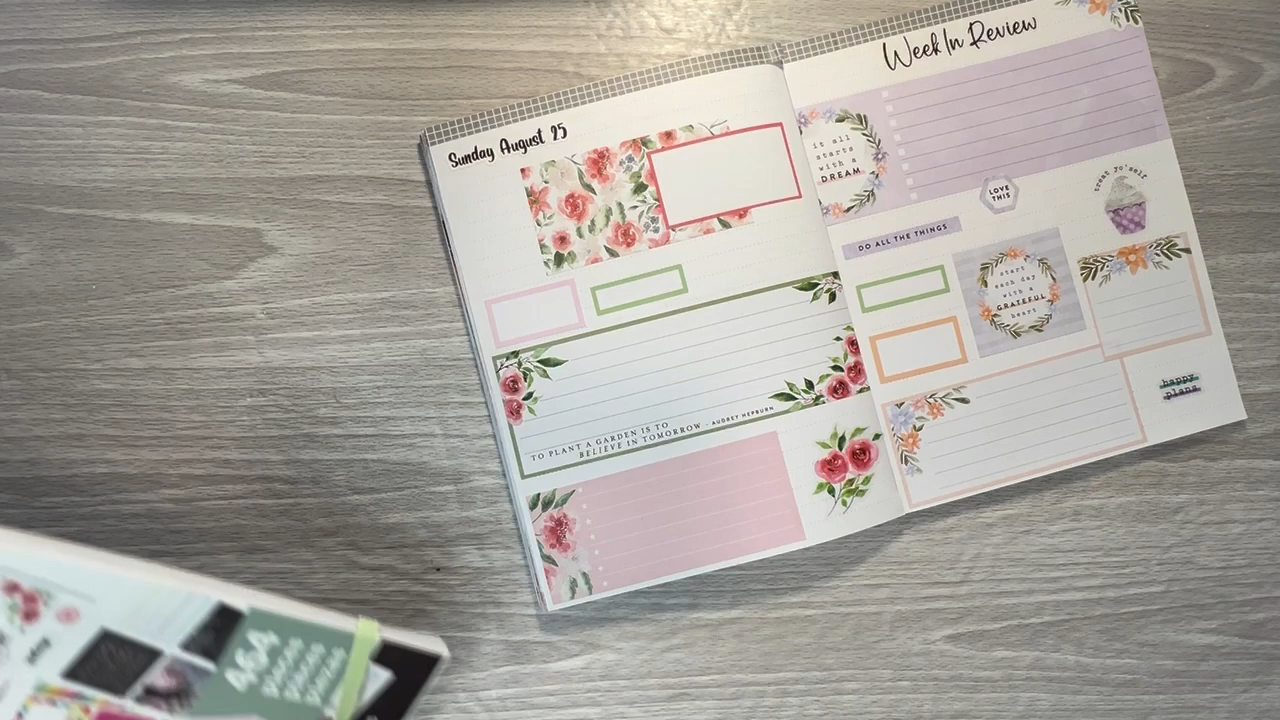 Sunday August 25
TO PLANT A GARDEN IS TO
BELIEVE IN TOMORROW - AUDREY HEPBURN
Week In Review
it all
starts
with a
DREAM
LOVE
THIS
treat yo'self
DO ALL THE THINGS
start
each day
with a
GRATEFUL
heart
happy
plans
464